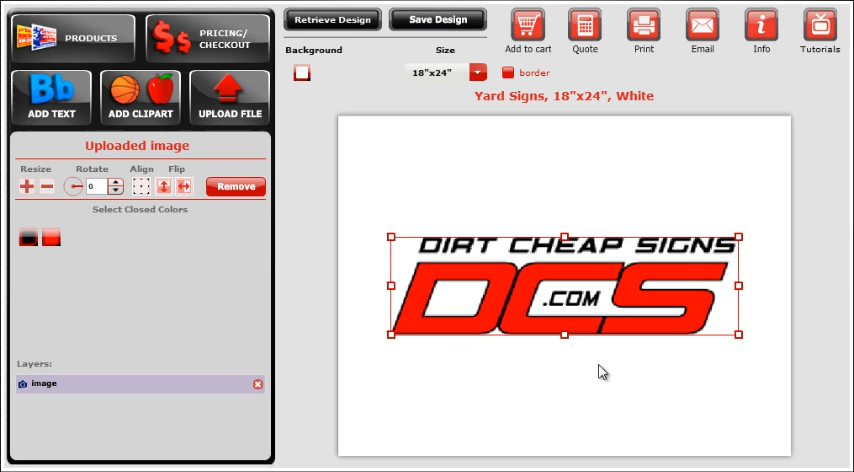 PRODUCTS
PRICING/
CHECKOUT
Bb
ADD TEXT
ADD CLIPART
UPLOAD FILE
Uploaded image
Resize Rotate Align Flip
0
Remove
Select Closed Colors
Layers:
image
Retrieve Design
Save Design
Add to cart
Quote
Print
Email
Info
Tutorials
Background Size
18"x24"
border
Yard Signs, 18"x24", White
DIRT CHEAP SIGNS
DCS
.COM